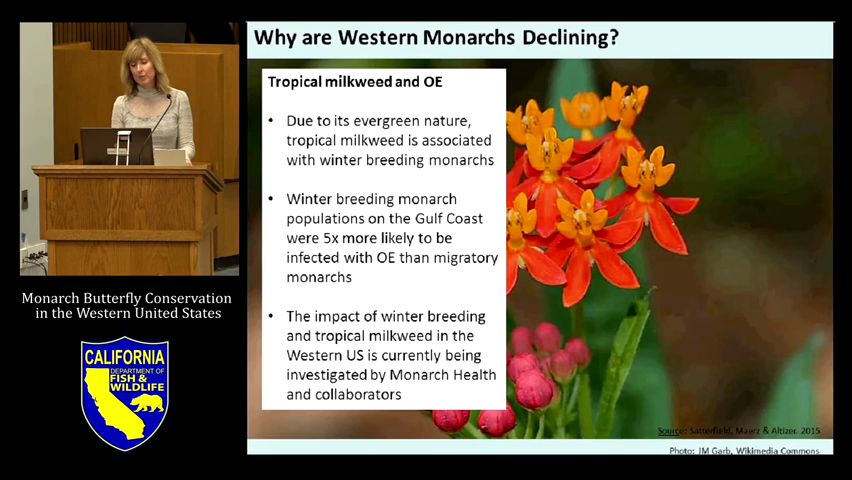 Why are Western Monarchs Declining?
Tropical milkweed and OE
• Due to its evergreen nature,
tropical milkweed is associated
with winter breeding monarchs
• Winter breeding monarch
populations on the Gulf Coast
were 5x more likely to be
infected with OE than migratory
monarchs
• The impact of winter breeding
and tropical milkweed in the
Western US is currently being
investigated by Monarch Health
and collaborators
Source: Satterfield, Maerz & Altizer. 2015
Photo: JM Garb, Wikimedia Commons
Monarch Butterfly Conservation
in the Western United States
CALIFORNIA
DEPARTMENT OF
FISH &
WILDLIFE